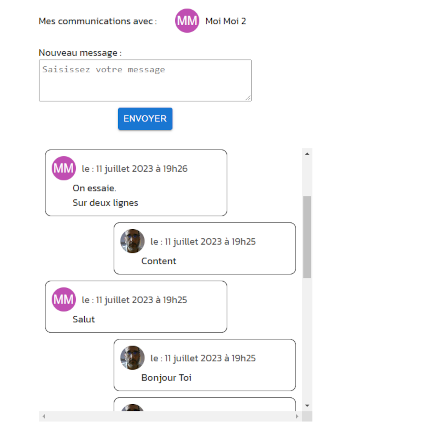 Mes communications avec : MM Moi Moi 2
Nouveau message :
Saisissez votre message
ENVOYER
MM le : 11 juillet 2023 à 19h26
On essaie.
Sur deux lignes
le : 11 juillet 2023 à 19h25
Content
MM le : 11 juillet 2023 à 19h25
Salut
le : 11 juillet 2023 à 19h25
Bonjour Toi